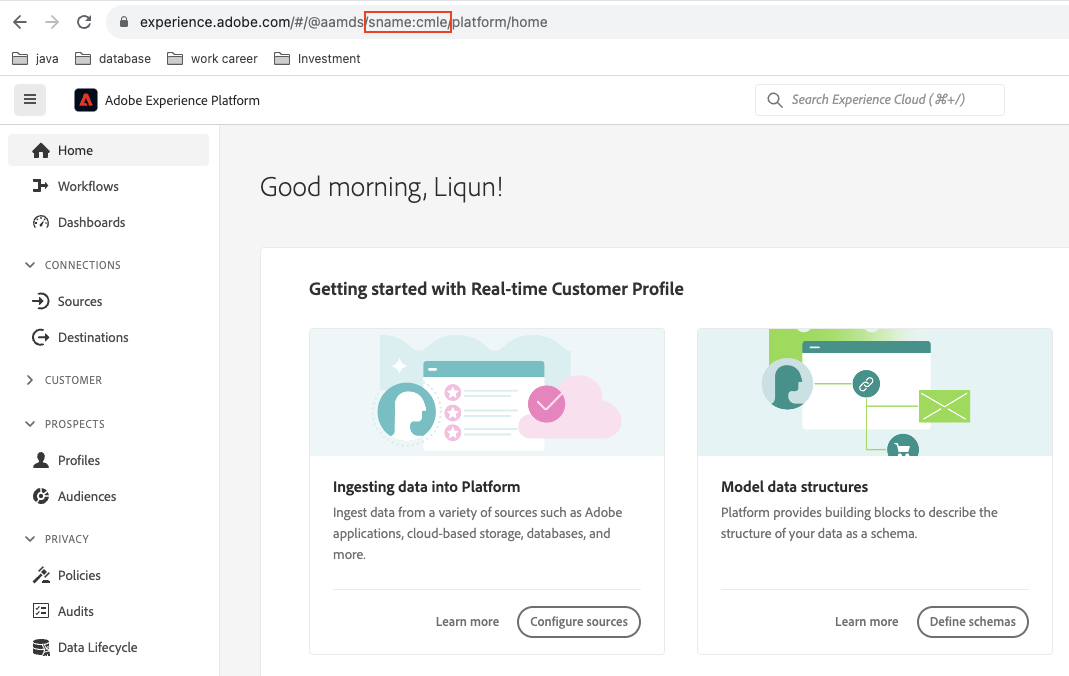 experience.adobe.com/#/@aamds/sname:cmle/platform/home
java database work career Investment
Adobe Experience Platform
Search Experience Cloud (⌘+/)
Home
Workflows
Dashboards
CONNECTIONS
Sources
Destinations
CUSTOMER
PROSPECTS
Profiles
Audiences
PRIVACY
Policies
Audits
Data Lifecycle
Good morning, Liqun!
Getting started with Real-time Customer Profile
Ingesting data into Platform
Ingest data from a variety of sources such as Adobe
applications, cloud-based storage, databases, and
more.
Learn more Configure sources
Model data structures
Platform provides building blocks to describe the
structure of your data as a schema.
Learn more Define schemas